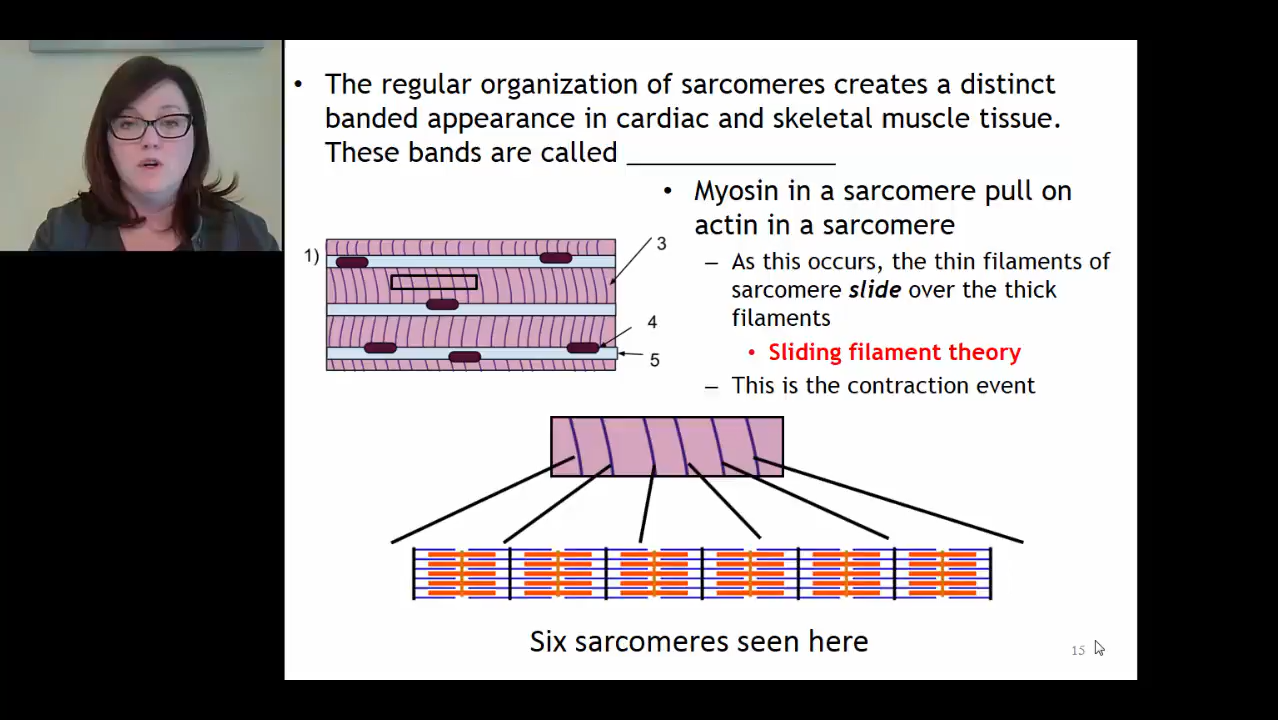 • The regular organization of sarcomeres creates a distinct
banded appearance in cardiac and skeletal muscle tissue.
These bands are called _______________
• Myosin in a sarcomere pull on
actin in a sarcomere
– As this occurs, the thin filaments of
sarcomere slide over the thick
filaments
• Sliding filament theory
– This is the contraction event
1)
3
4
5
Six sarcomeres seen here
15